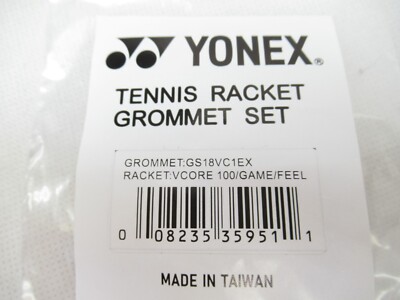 YONEX®
TENNIS RACKET
GROMMET SET
GROMMET:GS18VC1EX
RACKET:VCORE 100/GAME/FEEL
0 08235 35951 1
MADE IN TAIWAN